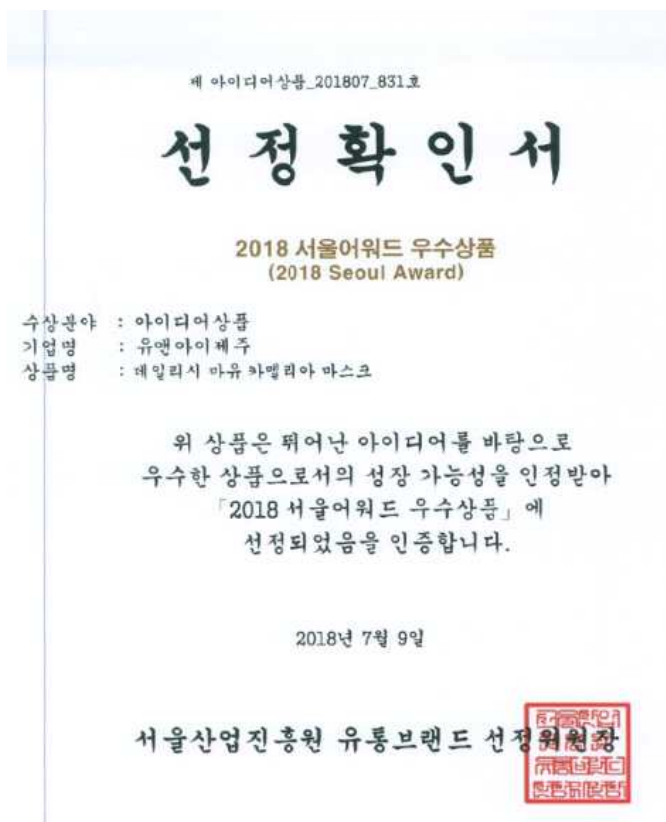 제 아이디어상품_201807_831호
선정확인서
2018 서울어워드 우수상품
(2018 Seoul Award)
수상분야 : 아이디어상품
기업명 : 유앤아이제주
상품명 : 데일리시 마유 카멜리아 마스크
위 상품은 뛰어난 아이디어를 바탕으로
우수한 상품으로서의 성장 가능성을 인정받아
「2018 서울어워드 우수상품」에
선정되었음을 인증합니다.
2018년 7월 9일
서울산업진흥원 유통브랜드 선정위원장